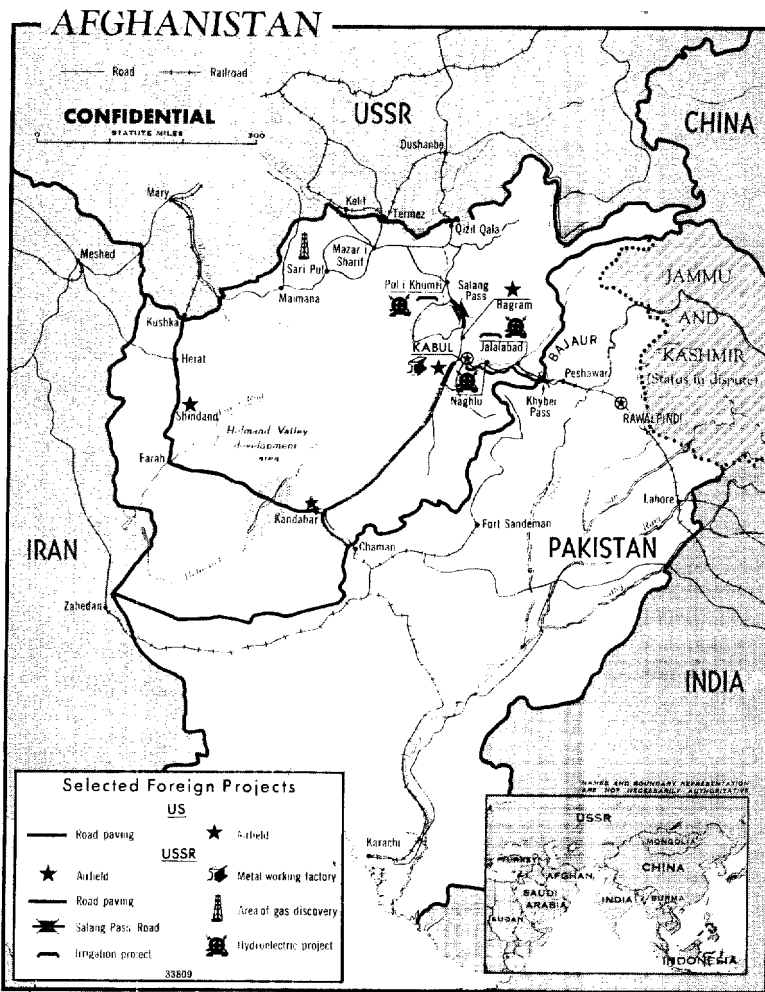 AFGHANISTAN
Road Railroad
CONFIDENTIAL
STATUTE MILES
0 300
USSR
CHINA
Dushanbe
Mary
Kelif
Termez
Qizil Qala
Meshed
Mazar i
Sharif
Sari Pul
Maimana
Pul i Khumri
Salang
Pass
Bagram
JAMMU
AND
KASHMIR
(Status in dispute)
Kushka
KABUL
Jalalabad
BAJAUR
Herat
Peshawar
Naghlu
Khyber
Pass
RAWALPINDI
Shindand
Helmand Valley
development
area
Farah
Lahore
Kandahar
Fort Sandeman
Chaman
IRAN
PAKISTAN
Zahedan
INDIA
Karachi
Selected Foreign Projects
US
Road paving Airfield
USSR
Airfield Metal working factory
Road paving
Area of gas discovery
Salang Pass Road
Irrigation project Hydroelectric project
33809
NAMES AND BOUNDARY REPRESENTATION
ARE NOT NECESSARILY AUTHORITATIVE
USSR
MONGOLIA
TURKEY
CHINA
AFGHAN.
SAUDI
ARABIA
INDIA
BURMA
SUDAN
INDONESIA